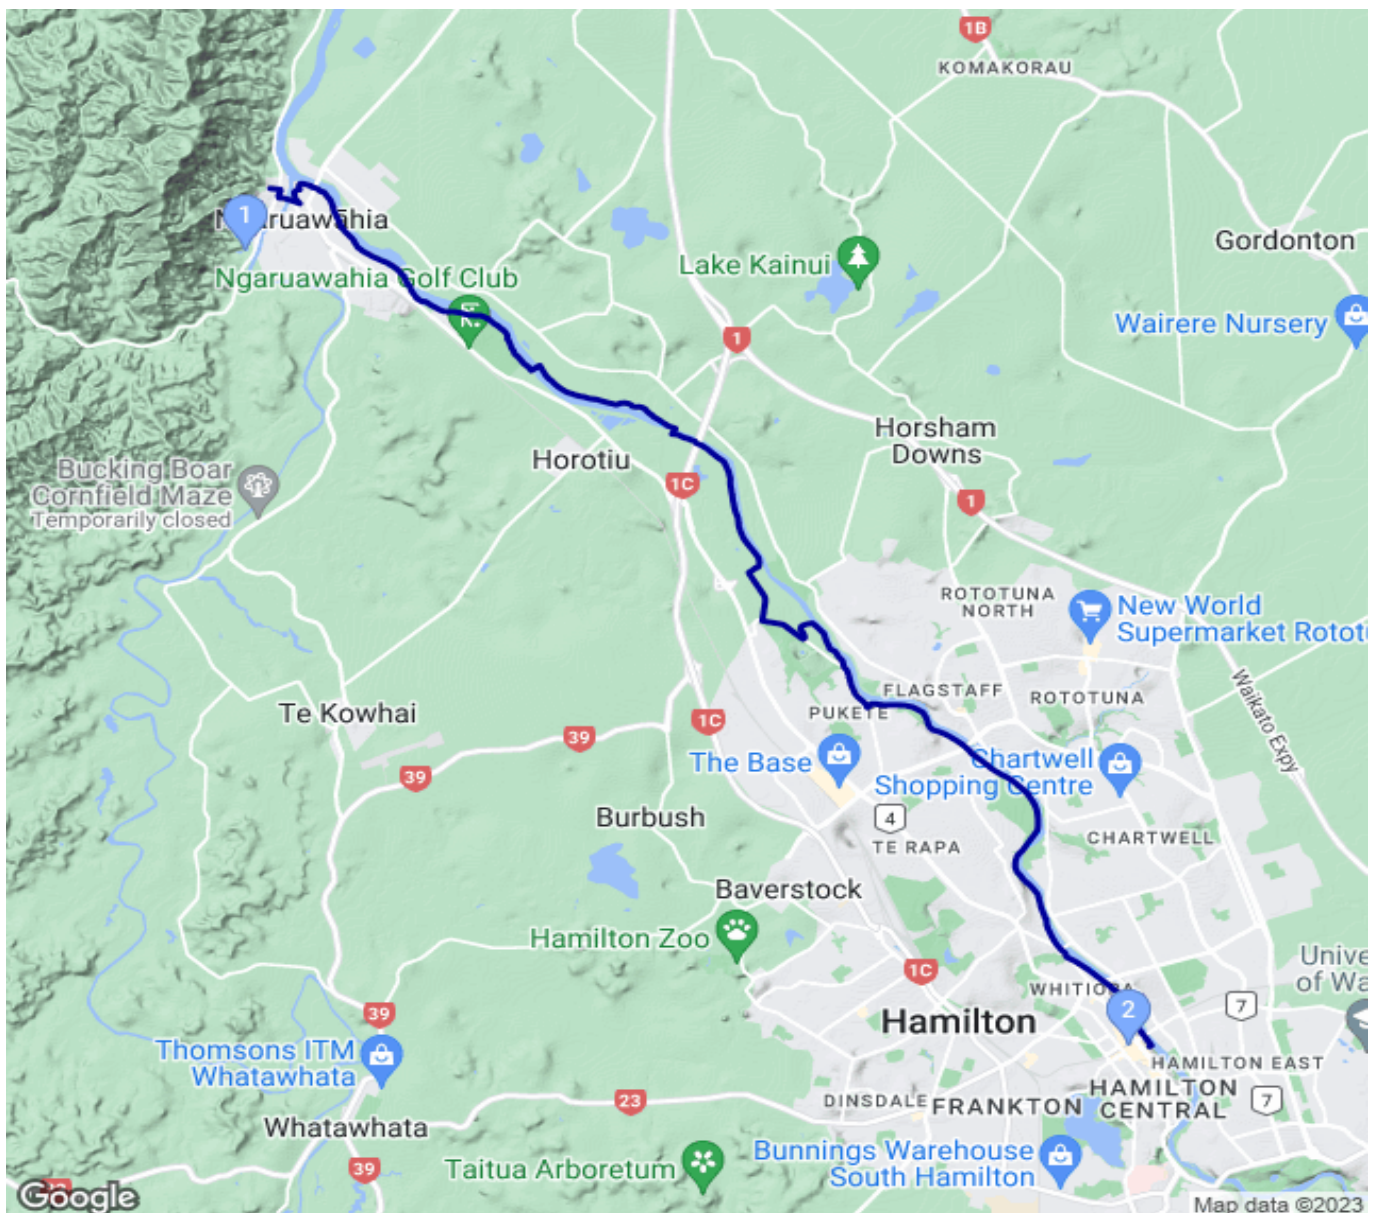 1B
KOMAKORAU
1
Ngaruawāhia
Gordonton
Lake Kainui
Ngaruawahia Golf Club
Wairere Nursery
1
Horsham
Downs
Bucking Boar
Cornfield Maze
Temporarily closed
Horotiu
1C
1
ROTOTUNA
NORTH
New World
Supermarket Rototu
Waikato Expy
FLAGSTAFF
ROTOTUNA
Te Kowhai
PUKETE
1C
39
39
The Base
Chartwell
Shopping Centre
Burbush
4
TE RAPA
CHARTWELL
Baverstock
Hamilton Zoo
1C
Unive
of Wa
WHITIORA
7
2
39
Hamilton
Thomsons ITM
Whatawhata
HAMILTON EAST
23
DINSDALE
FRANKTON
HAMILTON
CENTRAL
7
Whatawhata
39
Taitua Arboretum
Bunnings Warehouse
South Hamilton
Google
Map data ©2023